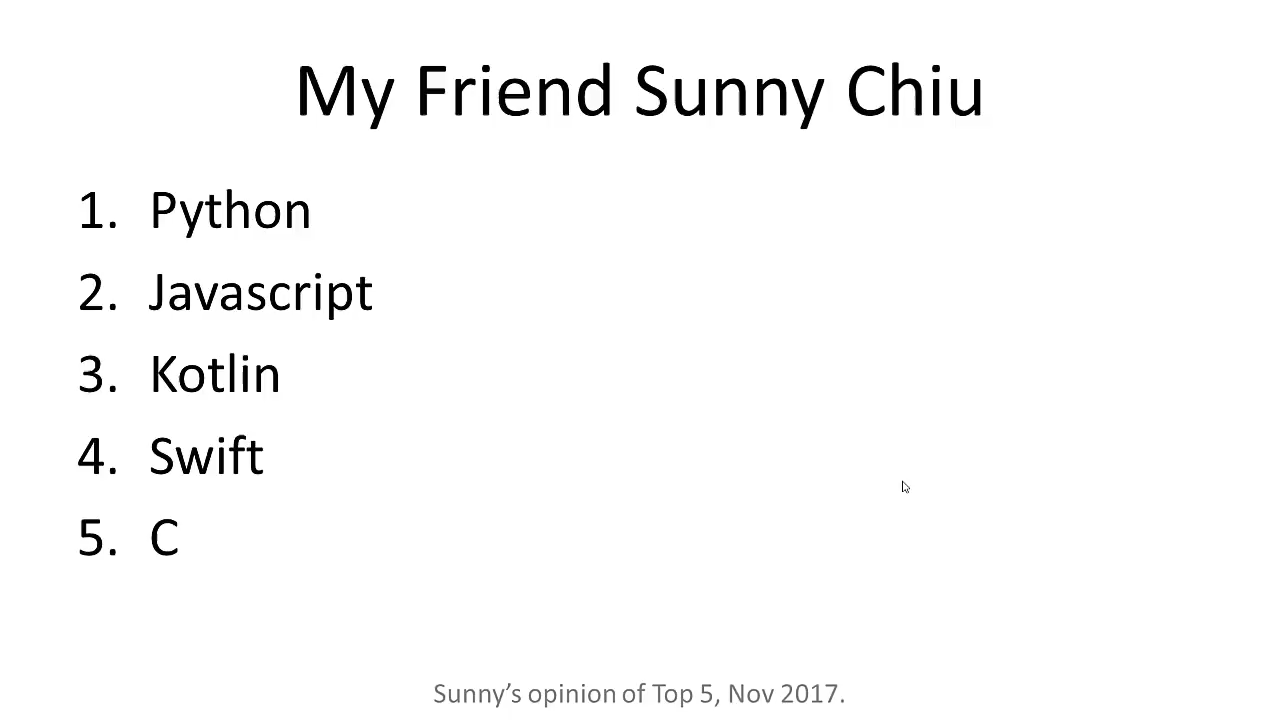 My Friend Sunny Chiu
1. Python
2. Javascript
3. Kotlin
4. Swift
5. C
Sunny’s opinion of Top 5, Nov 2017.